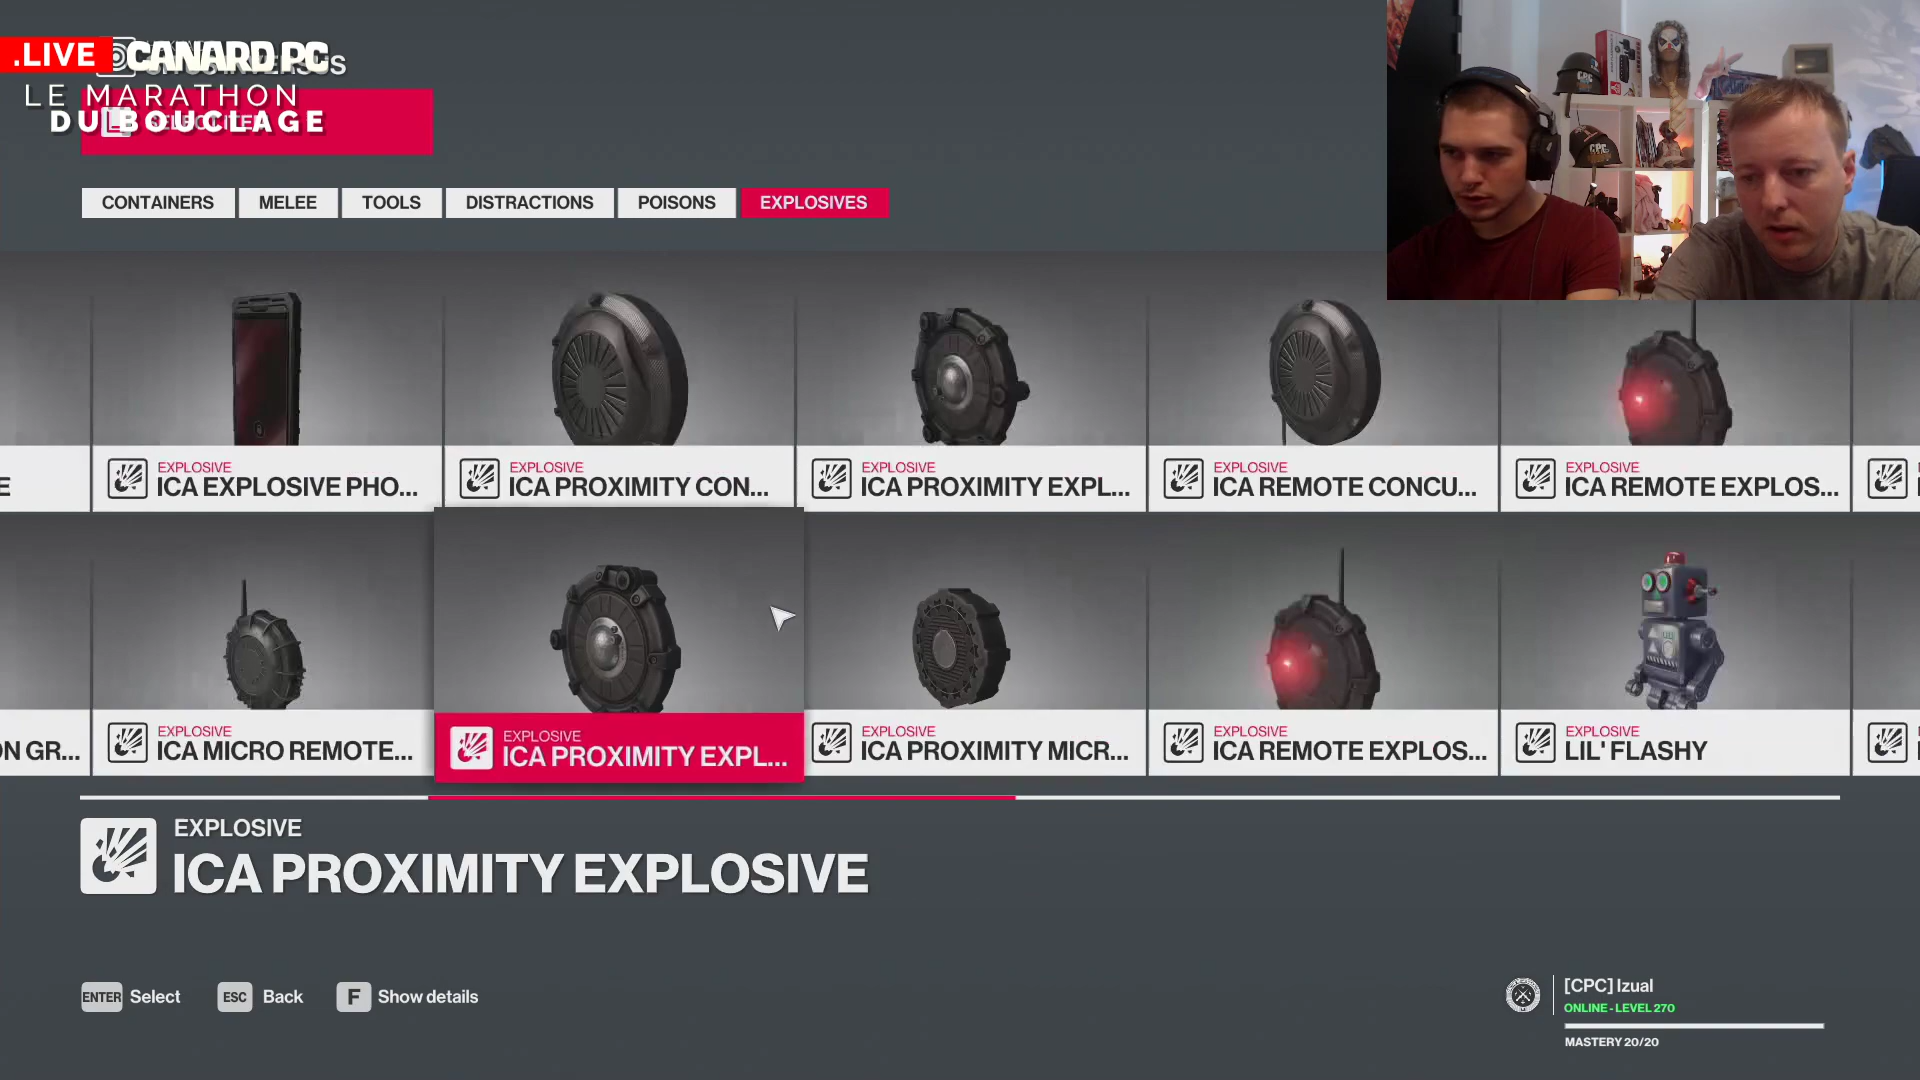 .LIVE CANARD PC
LE MARATHON
DU BOUCLAGE
CONTAINERS
MELEE
TOOLS
DISTRACTIONS
POISONS
EXPLOSIVES
E
EXPLOSIVE
ICA EXPLOSIVE PHO...
EXPLOSIVE
ICA PROXIMITY CON...
EXPLOSIVE
ICA PROXIMITY EXPL...
EXPLOSIVE
ICA REMOTE CONCU...
EXPLOSIVE
ICA REMOTE EXPLOS...
ON GR...
EXPLOSIVE
ICA MICRO REMOTE...
EXPLOSIVE
ICA PROXIMITY EXPL...
EXPLOSIVE
ICA PROXIMITY MICR...
EXPLOSIVE
ICA REMOTE EXPLOS...
EXPLOSIVE
LIL' FLASHY
EXPLOSIVE
ICA PROXIMITY EXPLOSIVE
ENTER Select
ESC Back
F Show details
[CPC] Izual
ONLINE - LEVEL 270
MASTERY 20/20